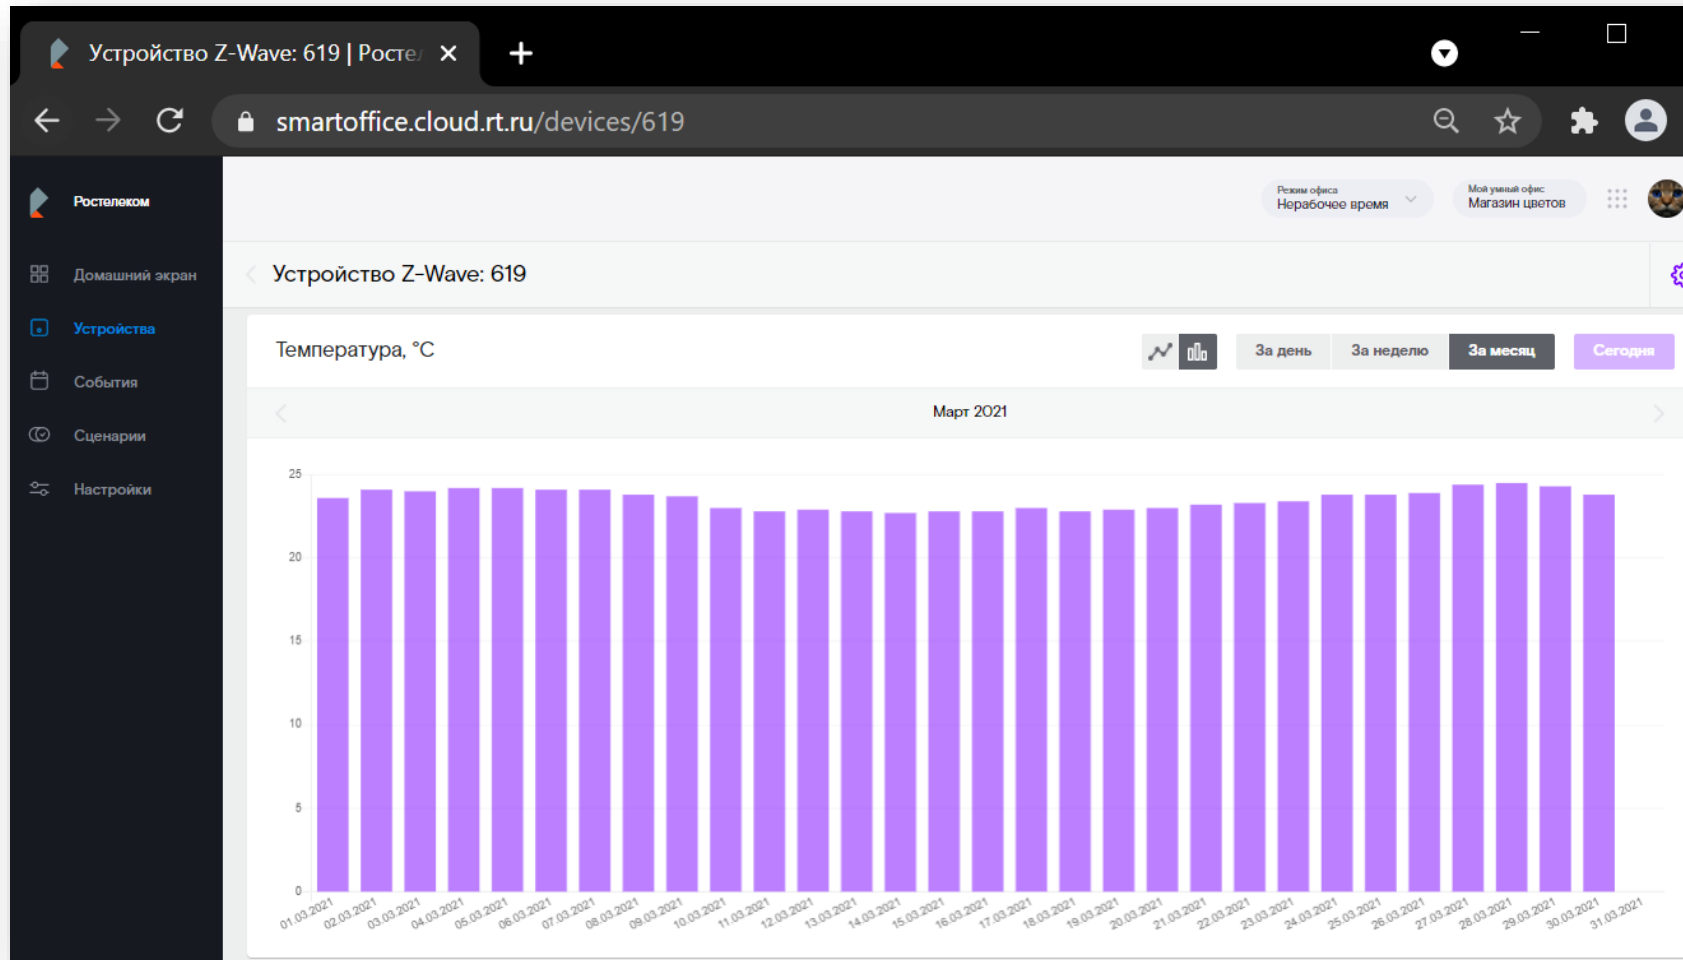 Устройство Z-Wave: 619 | Росте
smartoffice.cloud.rt.ru/devices/619
Ростелеком
Режим офиса
Нерабочее время
Мой умный офис
Магазин цветов
Домашний экран
Устройства
События
Сценарии
Настройки
Устройство Z-Wave: 619
Температура, °C
За день
За неделю
За месяц
Сегодня
Март 2021
25
20
15
10
5
0
01.03.2021
02.03.2021
03.03.2021
04.03.2021
05.03.2021
06.03.2021
07.03.2021
08.03.2021
09.03.2021
10.03.2021
11.03.2021
12.03.2021
13.03.2021
14.03.2021
15.03.2021
16.03.2021
17.03.2021
18.03.2021
19.03.2021
20.03.2021
21.03.2021
22.03.2021
23.03.2021
24.03.2021
25.03.2021
26.03.2021
27.03.2021
28.03.2021
29.03.2021
30.03.2021
31.03.2021